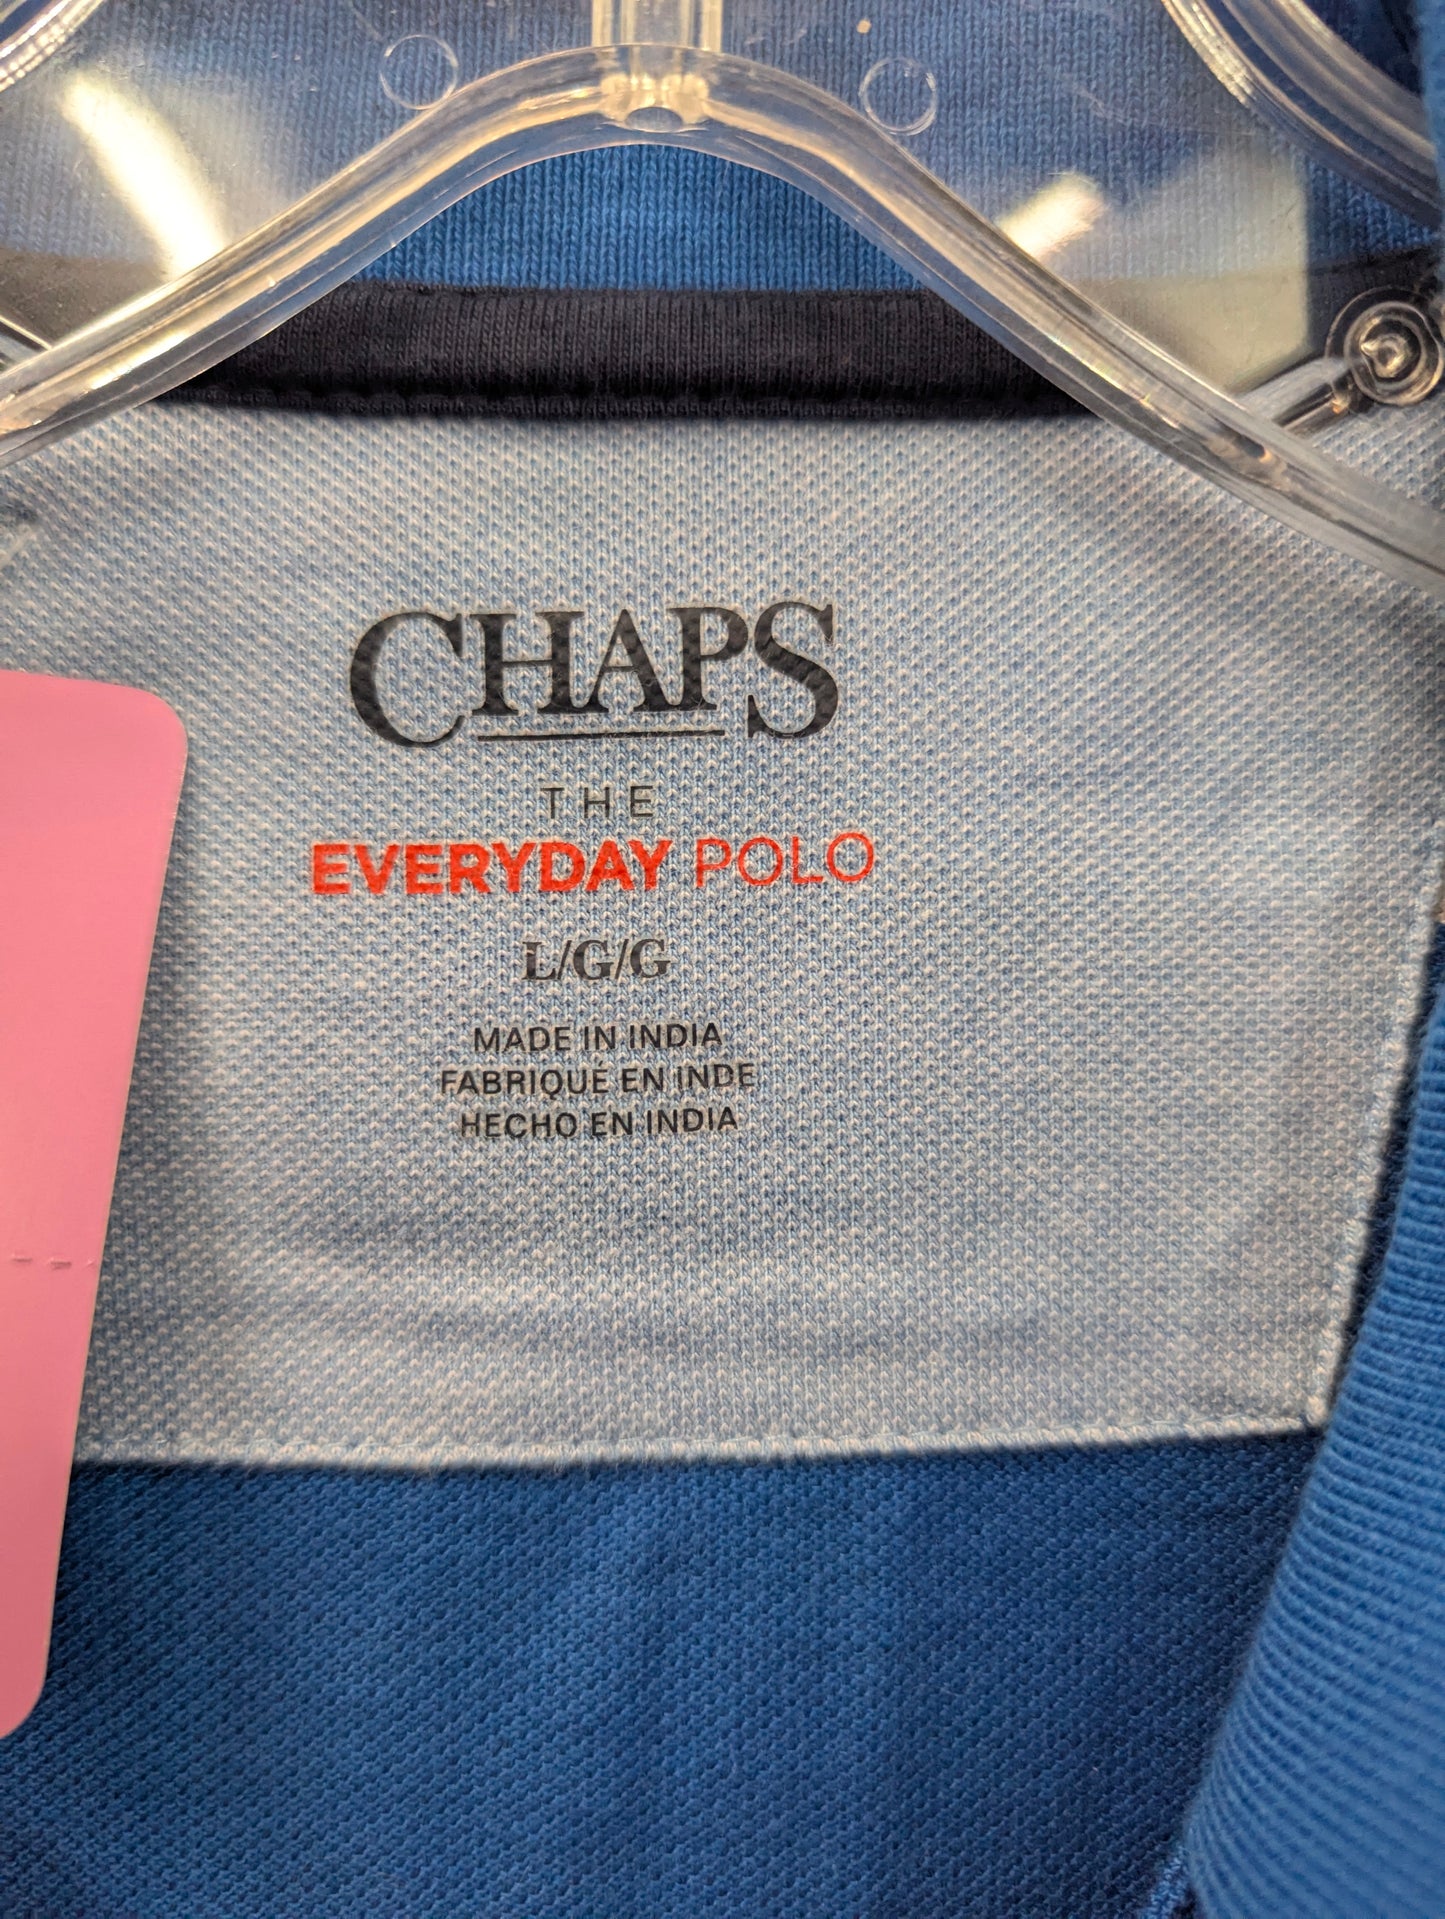 CHAPS
THE
EVERYDAY POLO
L/G/G
MADE IN INDIA
FABRIQUÉ EN INDE
HECHO EN INDIA